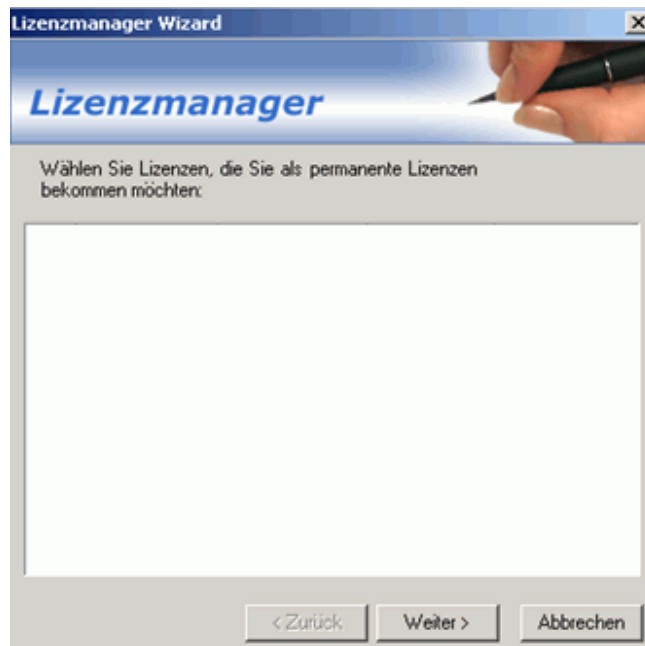 Lizenzmanager Wizard
Lizenzmanager
Wählen Sie Lizenzen, die Sie als permanente Lizenzen
bekommen möchten:
< Zurück
Weiter >
Abbrechen